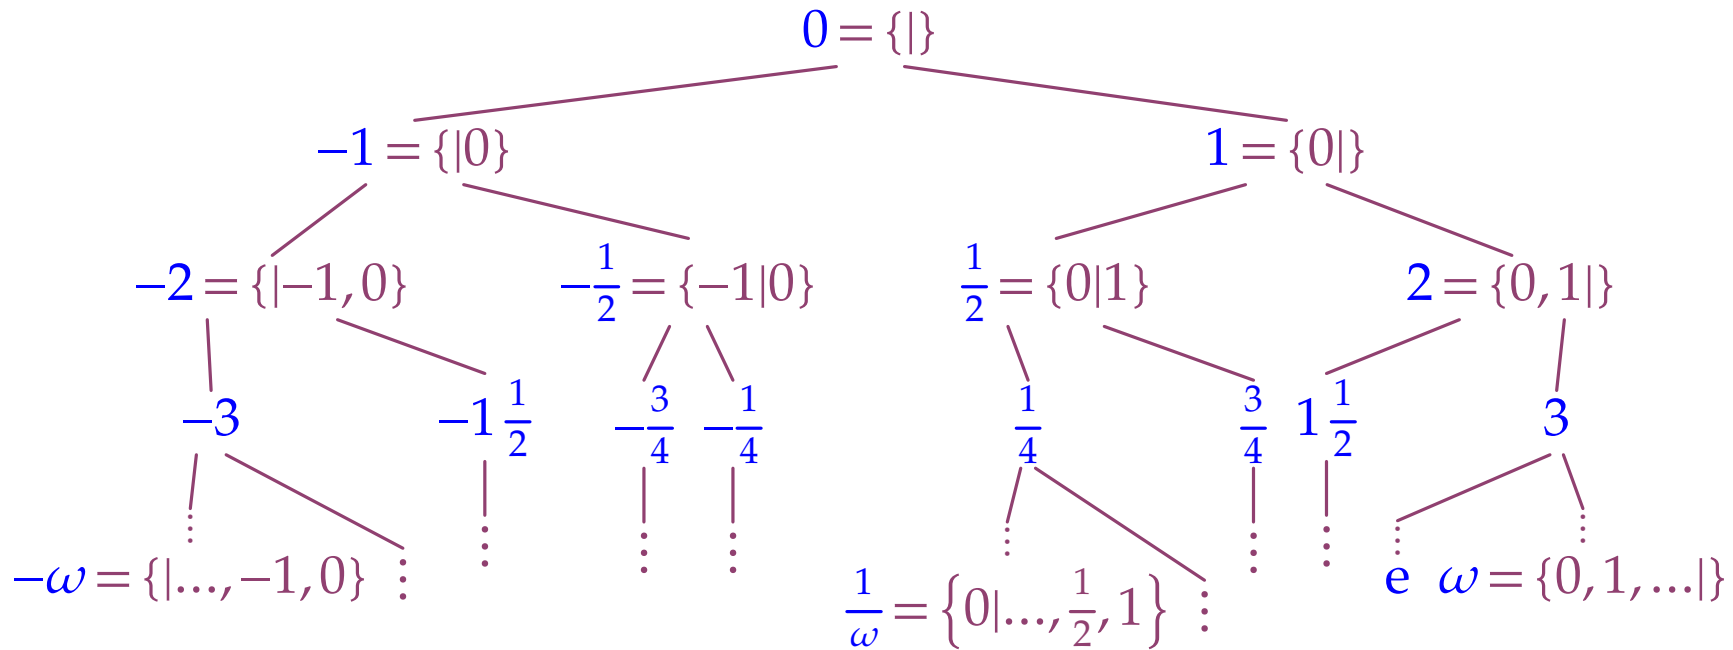 0 = {|}
−1 = {|0} 1 = {0|}
−2 = {|−1, 0} −1/2 = {−1|0} 1/2 = {0|1} 2 = {0, 1|}
−3 −1 1/2 −3/4 −1/4 1/4 3/4 1 1/2 3
⋮ ⋮ ⋮ ⋮ ⋮ ⋮ ⋮ ⋮ ⋮ ⋮ ⋮
−ω = {|..., −1, 0} 1/ω = {0|..., 1/2, 1} e ω = {0, 1, ...|}